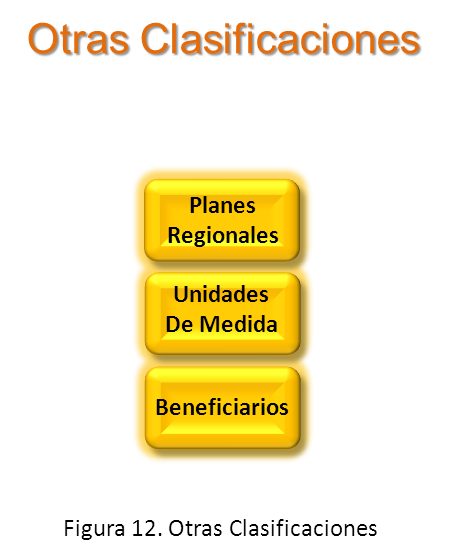 Otras Clasificaciones
Planes
Regionales
Unidades
De Medida
Beneficiarios
Figura 12. Otras Clasificaciones